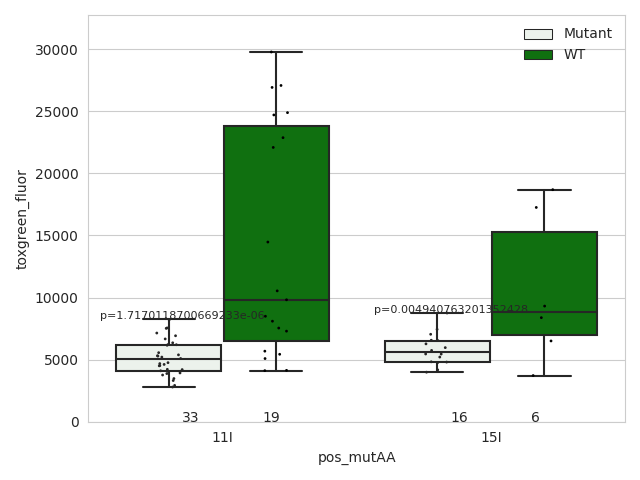 Mutant
WT
30000
25000
20000
15000
10000
5000
0
toxgreen_fluor
p=1.7170118700669233e-06
p=0.004940763201352428
33
19
16
6
11I
15I
pos_mutAA